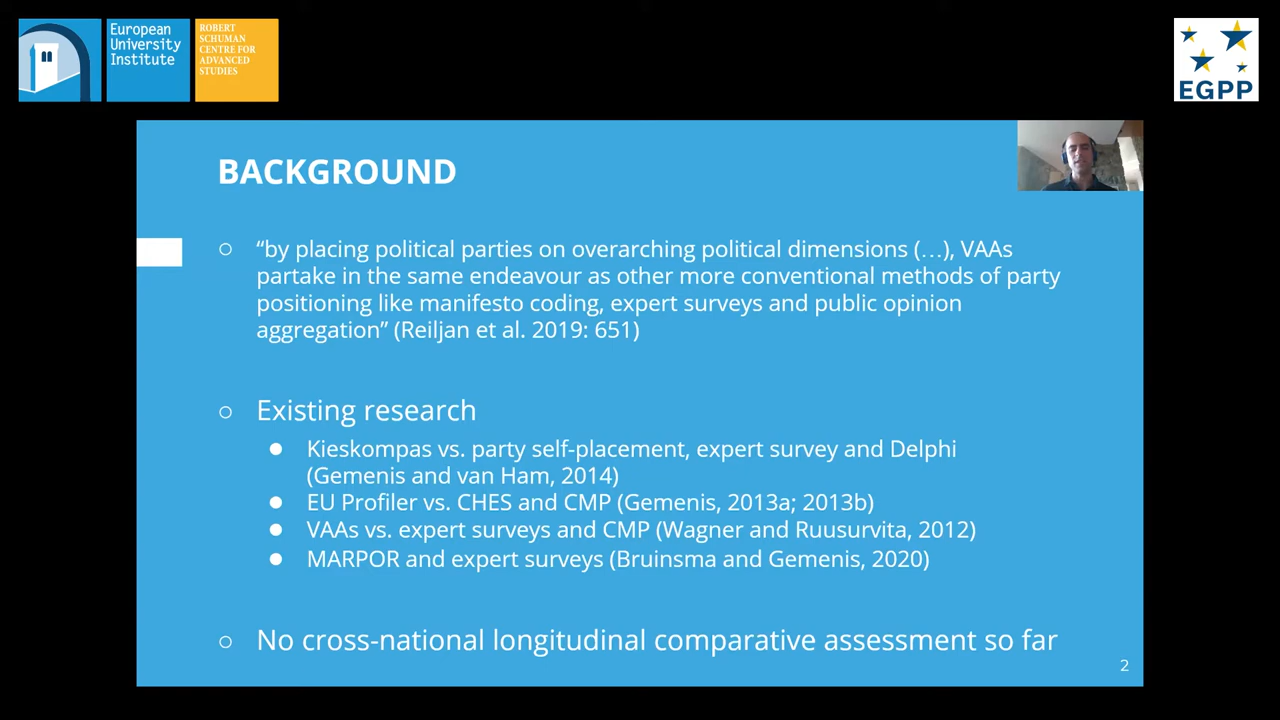 European
University
Institute
ROBERT
SCHUMAN
CENTRE FOR
ADVANCED
STUDIES
EGPP
BACKGROUND
○ “by placing political parties on overarching political dimensions (…), VAAs
partake in the same endeavour as other more conventional methods of party
positioning like manifesto coding, expert surveys and public opinion
aggregation” (Reiljan et al. 2019: 651)
○ Existing research
● Kieskompas vs. party self-placement, expert survey and Delphi
(Gemenis and van Ham, 2014)
● EU Profiler vs. CHES and CMP (Gemenis, 2013a; 2013b)
● VAAs vs. expert surveys and CMP (Wagner and Ruusurvita, 2012)
● MARPOR and expert surveys (Bruinsma and Gemenis, 2020)
○ No cross-national longitudinal comparative assessment so far
2